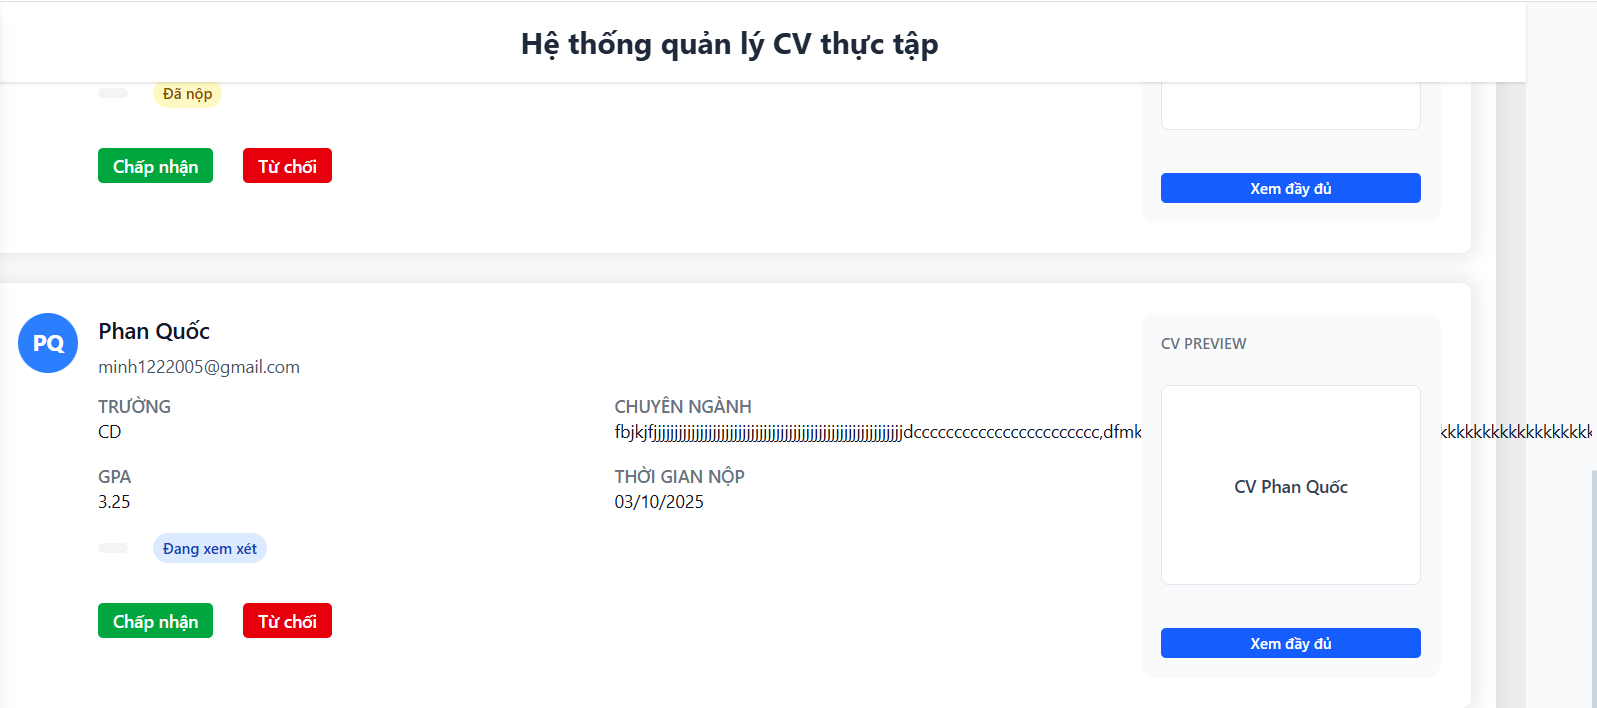 Hệ thống quản lý CV thực tập
Đã nộp
Chấp nhận
Từ chối
Xem đầy đủ
PQ
Phan Quốc
minh1222005@gmail.com
TRƯỜNG
CD
CHUYÊN NGÀNH
GPA
3.25
THỜI GIAN NỘP
03/10/2025
Đang xem xét
Chấp nhận
Từ chối
CV PREVIEW
CV Phan Quốc
Xem đầy đủ